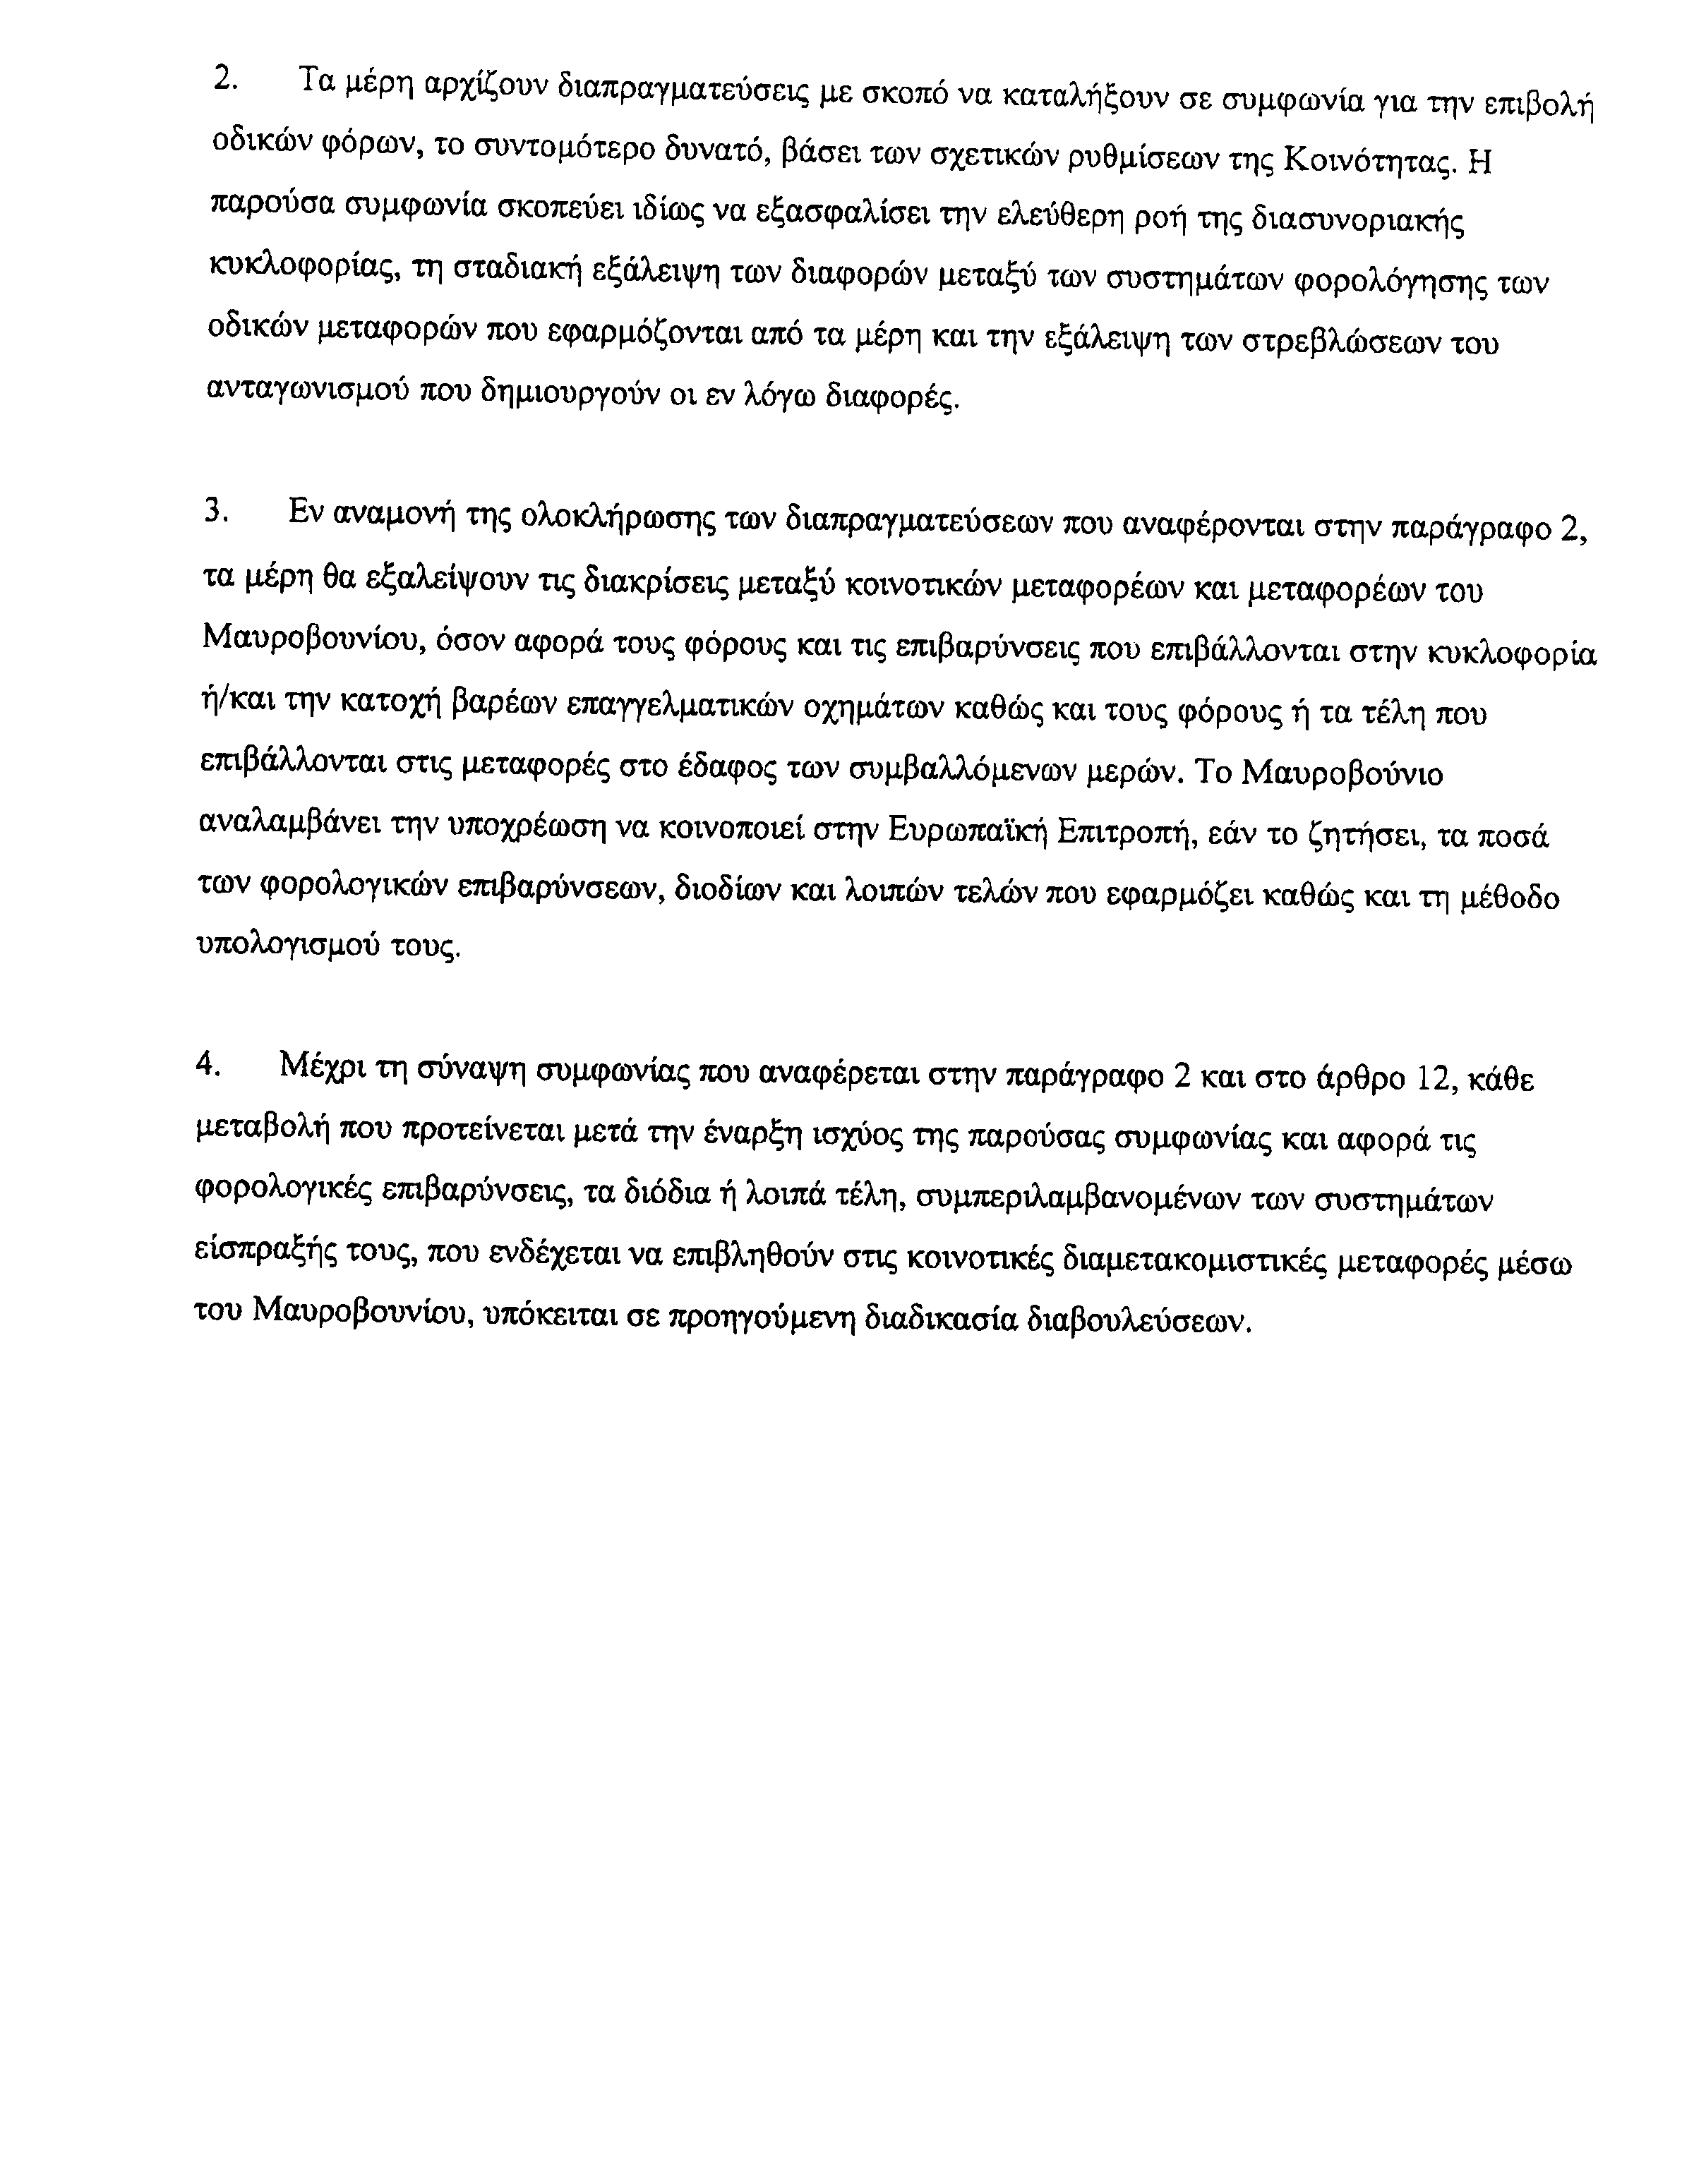 2. Τα μέρη αρχίζουν διαπραγματεύσεις με σκοπό να καταλήξουν σε συμφωνία για την επιβολή
οδικών φόρων, το συντομότερο δυνατό, βάσει των σχετικών ρυθμίσεων της Κοινότητας. Η
παρούσα συμφωνία σκοπεύει ιδίως να εξασφαλίσει την ελεύθερη ροή της διασυνοριακής
κυκλοφορίας, τη σταδιακή εξάλειψη των διαφορών μεταξύ των συστημάτων φορολόγησης των
οδικών μεταφορών που εφαρμόζονται από τα μέρη και την εξάλειψη των στρεβλώσεων του
ανταγωνισμού που δημιουργούν οι εν λόγω διαφορές.
3. Εν αναμονή της ολοκλήρωσης των διαπραγματεύσεων που αναφέρονται στην παράγραφο 2,
τα μέρη θα εξαλείψουν τις διακρίσεις μεταξύ κοινοτικών μεταφορέων και μεταφορέων του
Μαυροβουνίου, όσον αφορά τους φόρους και τις επιβαρύνσεις που επιβάλλονται στην κυκλοφορία
ή/και την κατοχή βαρέων επαγγελματικών οχημάτων καθώς και τους φόρους ή τα τέλη που
επιβάλλονται στις μεταφορές στο έδαφος των συμβαλλόμενων μερών. Το Μαυροβούνιο
αναλαμβάνει την υποχρέωση να κοινοποιεί στην Ευρωπαϊκή Επιτροπή, εάν το ζητήσει, τα ποσά
των φορολογικών επιβαρύνσεων, διοδίων και λοιπών τελών που εφαρμόζει καθώς και τη μέθοδο
υπολογισμού τους.
4. Μέχρι τη σύναψη συμφωνίας που αναφέρεται στην παράγραφο 2 και στο άρθρο 12, κάθε
μεταβολή που προτείνεται μετά την έναρξη ισχύος της παρούσας συμφωνίας και αφορά τις
φορολογικές επιβαρύνσεις, τα διόδια ή λοιπά τέλη, συμπεριλαμβανομένων των συστημάτων
είσπραξής τους, που ενδέχεται να επιβληθούν στις κοινοτικές διαμετακομιστικές μεταφορές μέσω
του Μαυροβουνίου, υπόκειται σε προηγούμενη διαδικασία διαβουλεύσεων.